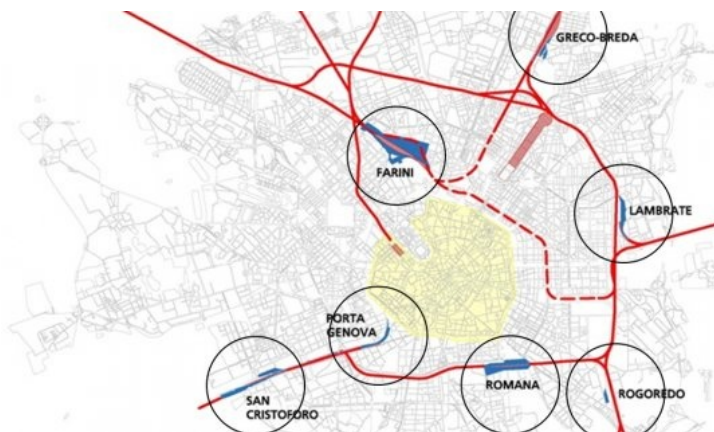 GRECO-BREDA
FARINI
LAMBRATE
PORTA
GENOVA
SAN
CRISTOFORO
ROMANA
ROGOREDO